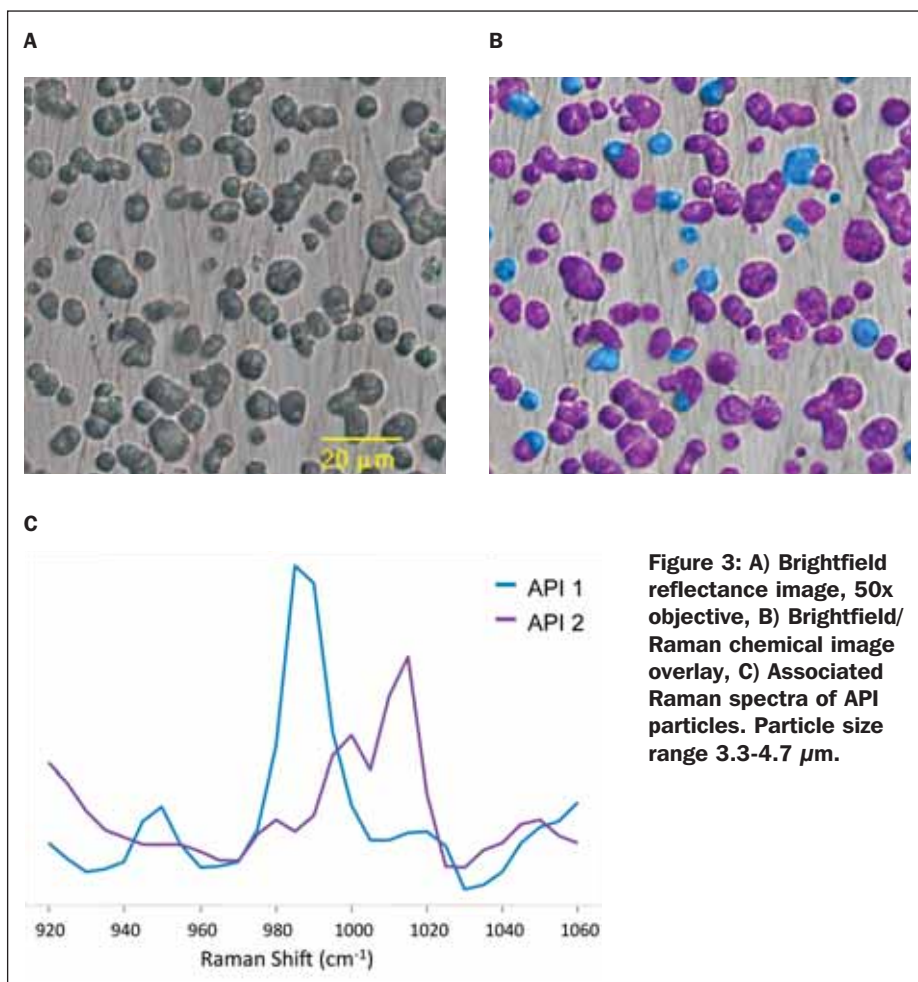 A
B
20 µm
C
API 1
API 2
920
940
960
980
1000
1020
1040
1060
Raman Shift (cm⁻¹)
Figure 3: A) Brightfield
reflectance image, 50x
objective, B) Brightfield/
Raman chemical image
overlay, C) Associated
Raman spectra of API
particles. Particle size
range 3.3-4.7 µm.